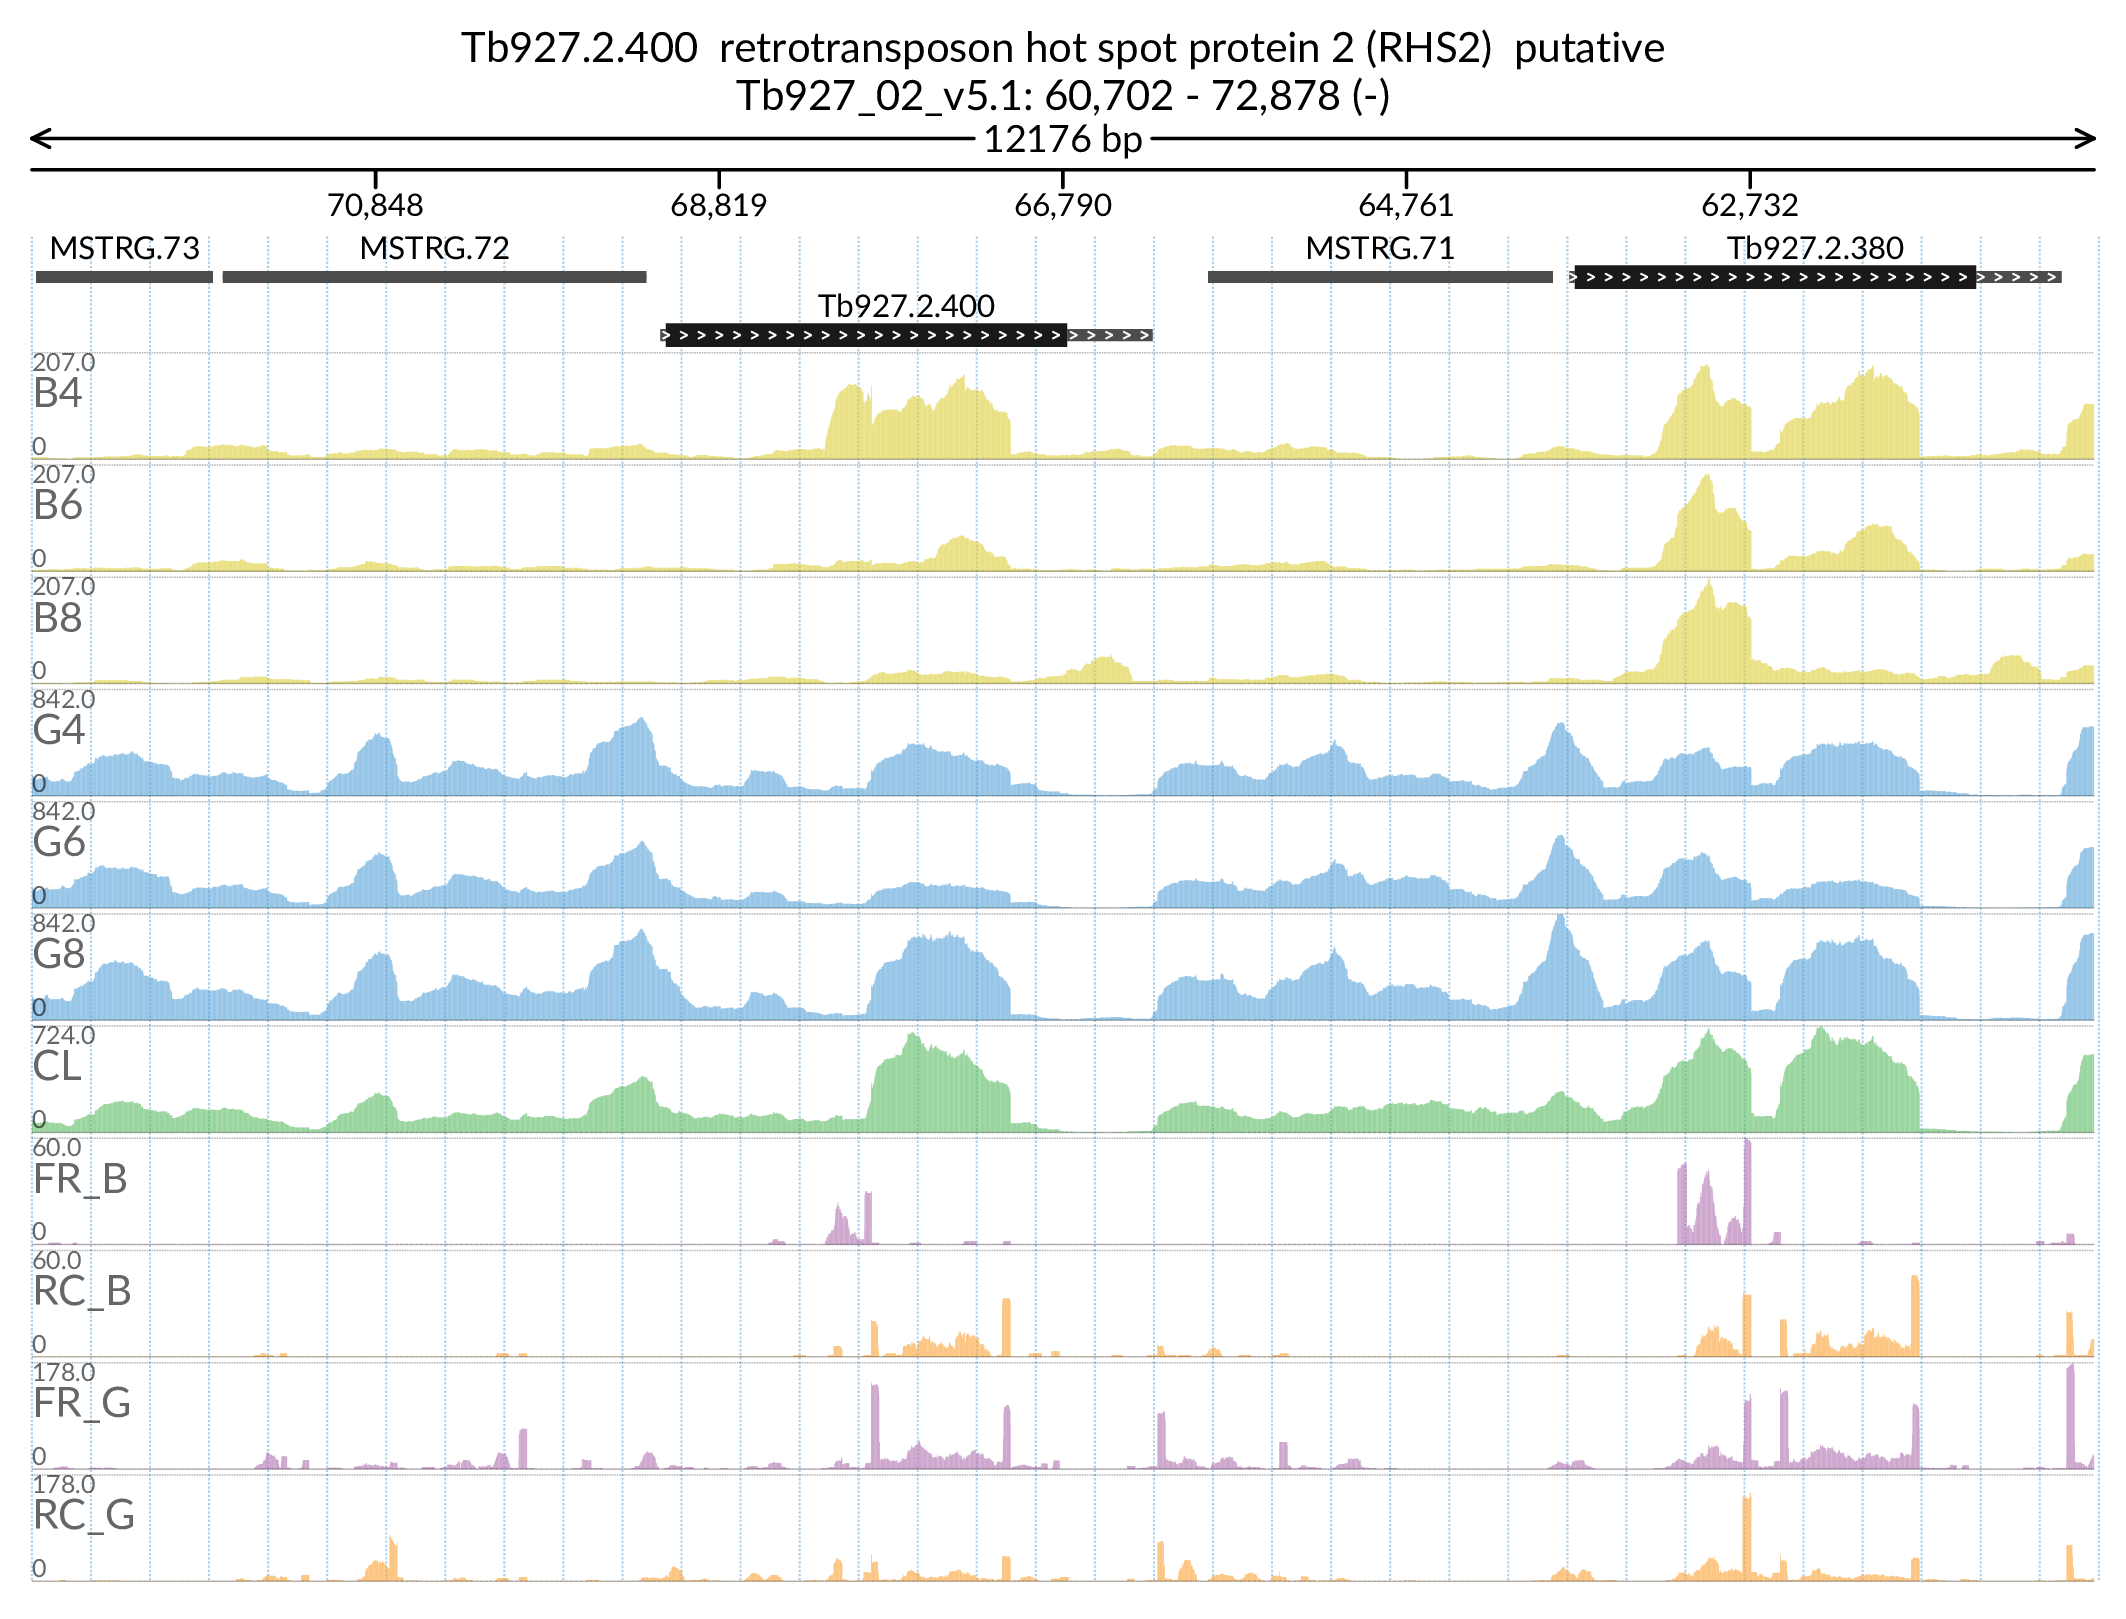 Tb927.2.400 retrotransposon hot spot protein 2 (RHS2) putative
Tb927_02_v5.1: 60,702 - 72,878 (-)
12176 bp
70,848 68,819 66,790 64,761 62,732
MSTRG.73 MSTRG.72 MSTRG.71 Tb927.2.380
Tb927.2.400
207.0
B4
0
207.0
B6
0
207.0
B8
0
842.0
G4
0
842.0
G6
0
842.0
G8
0
724.0
CL
0
60.0
FR_B
0
60.0
RC_B
0
178.0
FR_G
0
178.0
RC_G
0